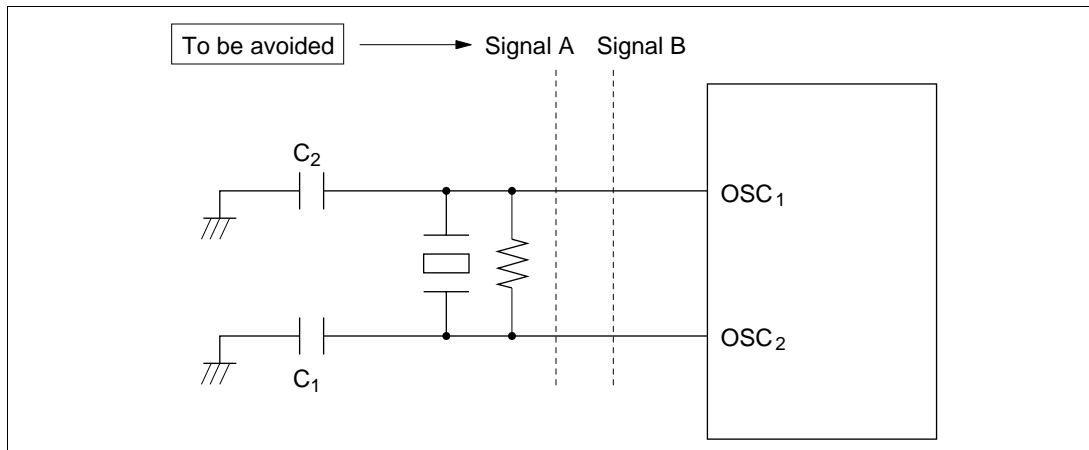 To be avoided
Signal A Signal B
C2
OSC1
OSC2
C1